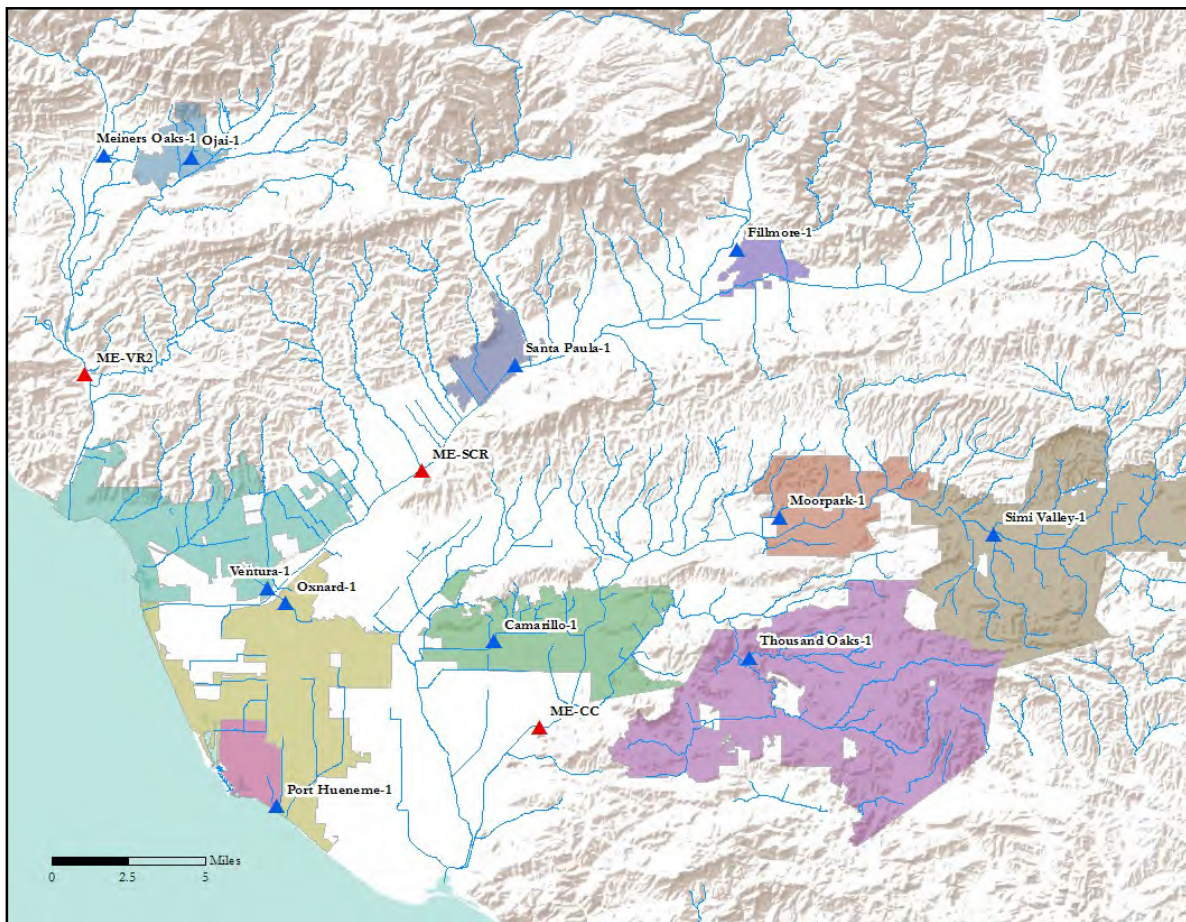 Meiners Oaks-1
Ojai-1
Fillmore-1
Santa Paula-1
ME-VR2
ME-SCR
Moorpark-1
Simi Valley-1
Ventura-1
Oxnard-1
Camarillo-1
Thousand Oaks-1
ME-CC
Port Hueneme-1
Miles
0 2.5 5